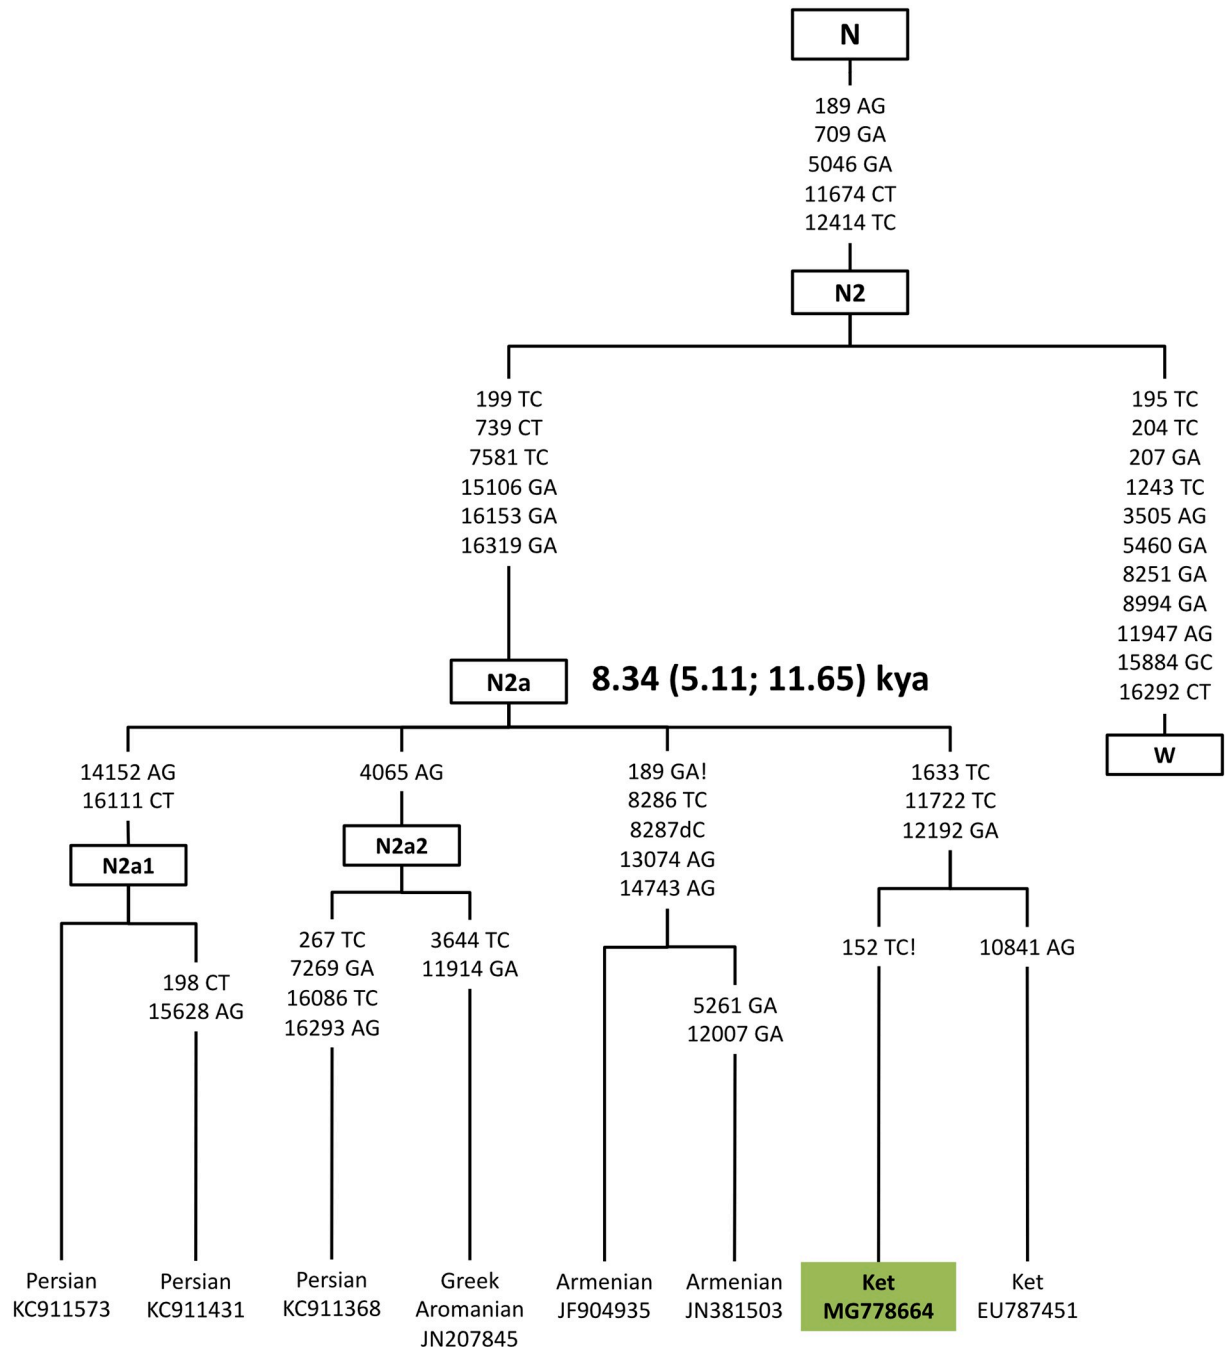 N
189 AG
709 GA
5046 GA
11674 CT
12414 TC
N2
199 TC
739 CT
7581 TC
15106 GA
16153 GA
16319 GA
195 TC
204 TC
207 GA
1243 TC
3505 AG
5460 GA
8251 GA
8994 GA
11947 AG
15884 GC
16292 CT
N2a
8.34 (5.11; 11.65) kya
W
14152 AG
16111 CT
N2a1
4065 AG
N2a2
189 GA!
8286 TC
8287dC
13074 AG
14743 AG
1633 TC
11722 TC
12192 GA
198 CT
15628 AG
267 TC
7269 GA
16086 TC
16293 AG
3644 TC
11914 GA
5261 GA
12007 GA
152 TC!
10841 AG
Persian
KC911573
Persian
KC911431
Persian
KC911368
Greek
Aromanian
JN207845
Armenian
JF904935
Armenian
JN381503
Ket
MG778664
Ket
EU787451